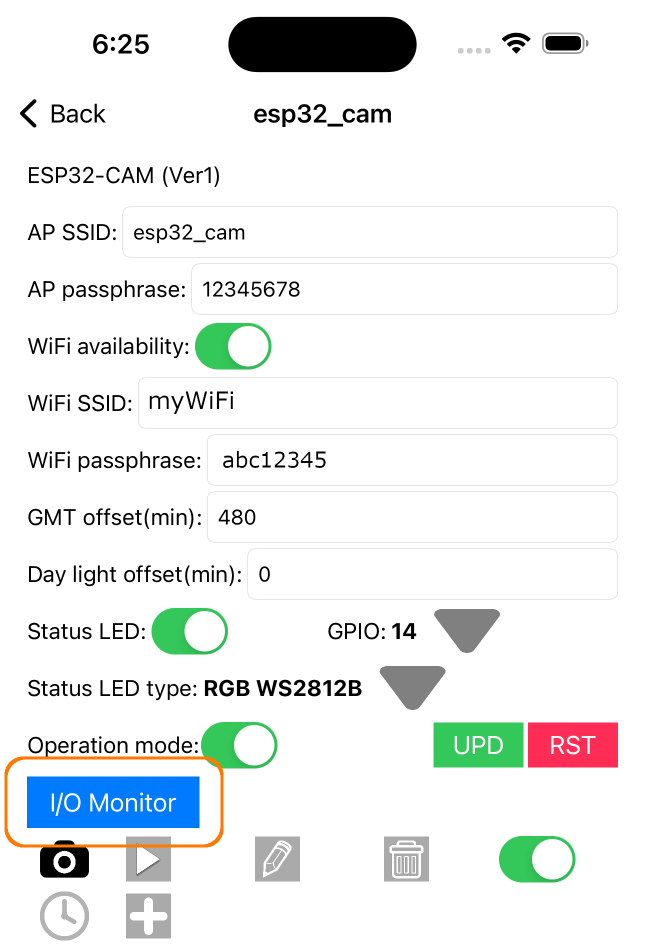 6:25
Back esp32_cam
ESP32-CAM (Ver1)
AP SSID: esp32_cam
AP passphrase: 12345678
WiFi availability:
WiFi SSID: myWiFi
WiFi passphrase: abc12345
GMT offset(min): 480
Day light offset(min): 0
Status LED: GPIO: 14
Status LED type: RGB WS2812B
Operation mode: UPD RST
I/O Monitor